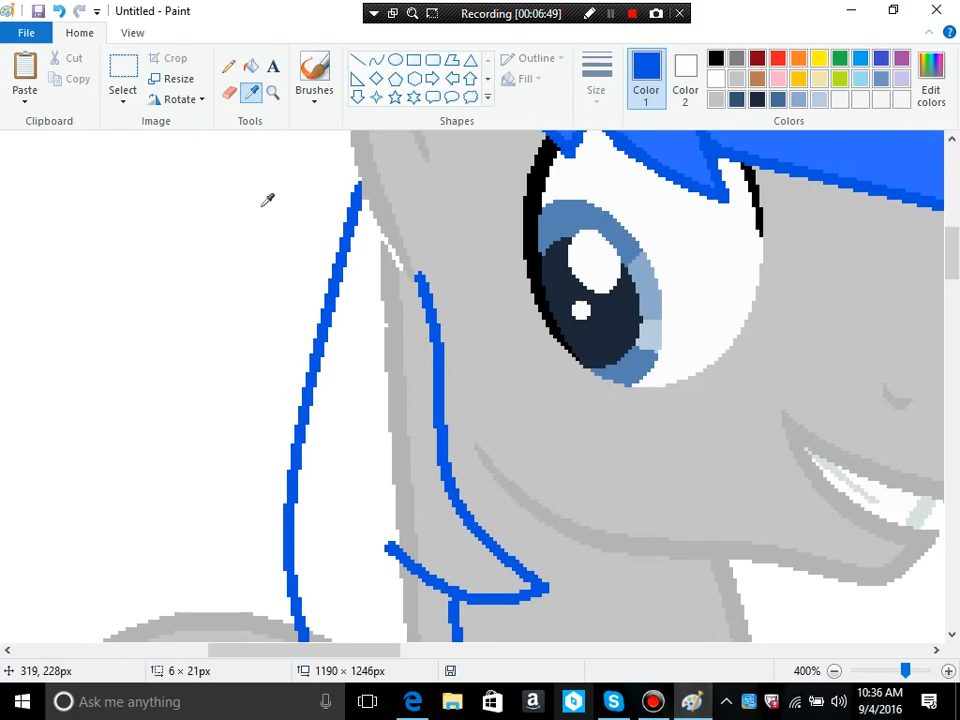 Untitled - Paint
Recording [00:06:49]
File
Home
View
Paste
Cut
Copy
Clipboard
Select
Crop
Resize
Rotate
Image
A
Tools
Brushes
Shapes
Outline
Fill
Size
Color 1
Color 2
Edit colors
Colors
319, 228px
6 × 21px
1190 × 1246px
400%
Ask me anything
10:36 AM
9/4/2016